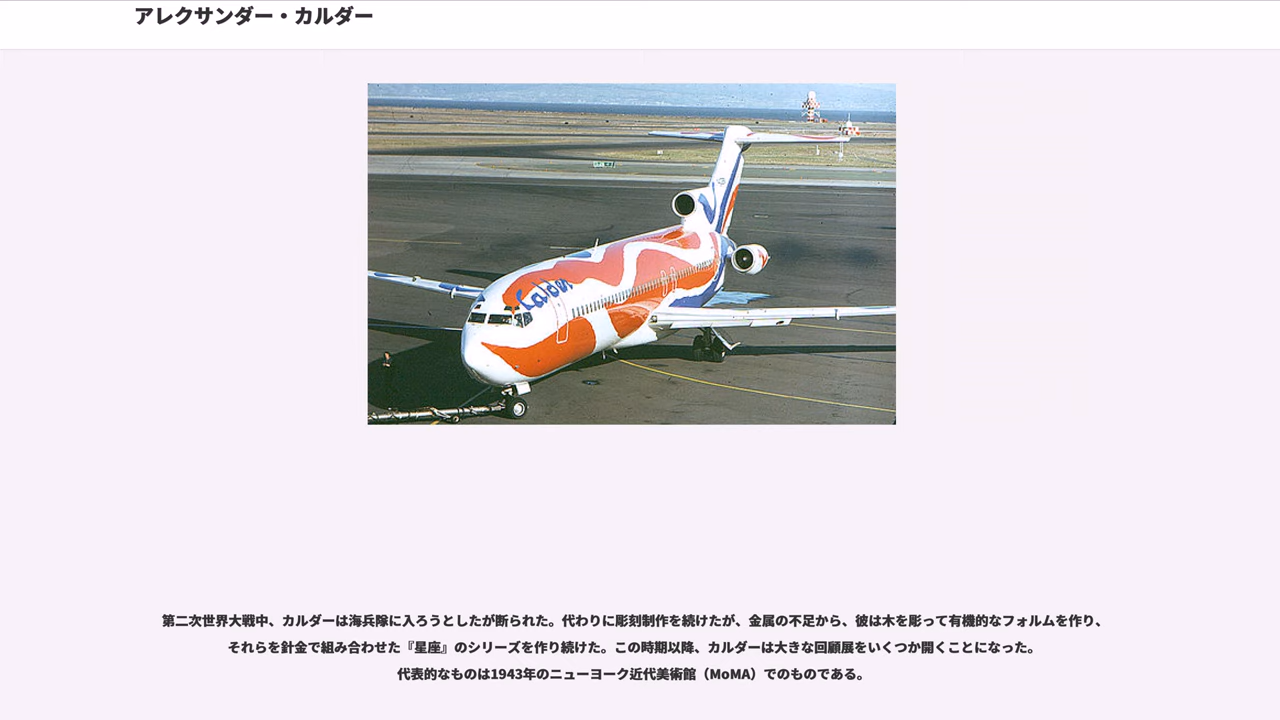 アレクサンダー・カルダー
Calder
第二次世界大戦中、カルダーは海兵隊に入ろうとしたが断られた。代わりに彫刻制作を続けたが、金属の不足から、彼は木を彫って有機的なフォルムを作り、
それらを針金で組み合わせた『星座』のシリーズを作り続けた。この時期以降、カルダーは大きな回顧展をいくつか開くことになった。
代表的なものは1943年のニューヨーク近代美術館（MoMA）でのものである。